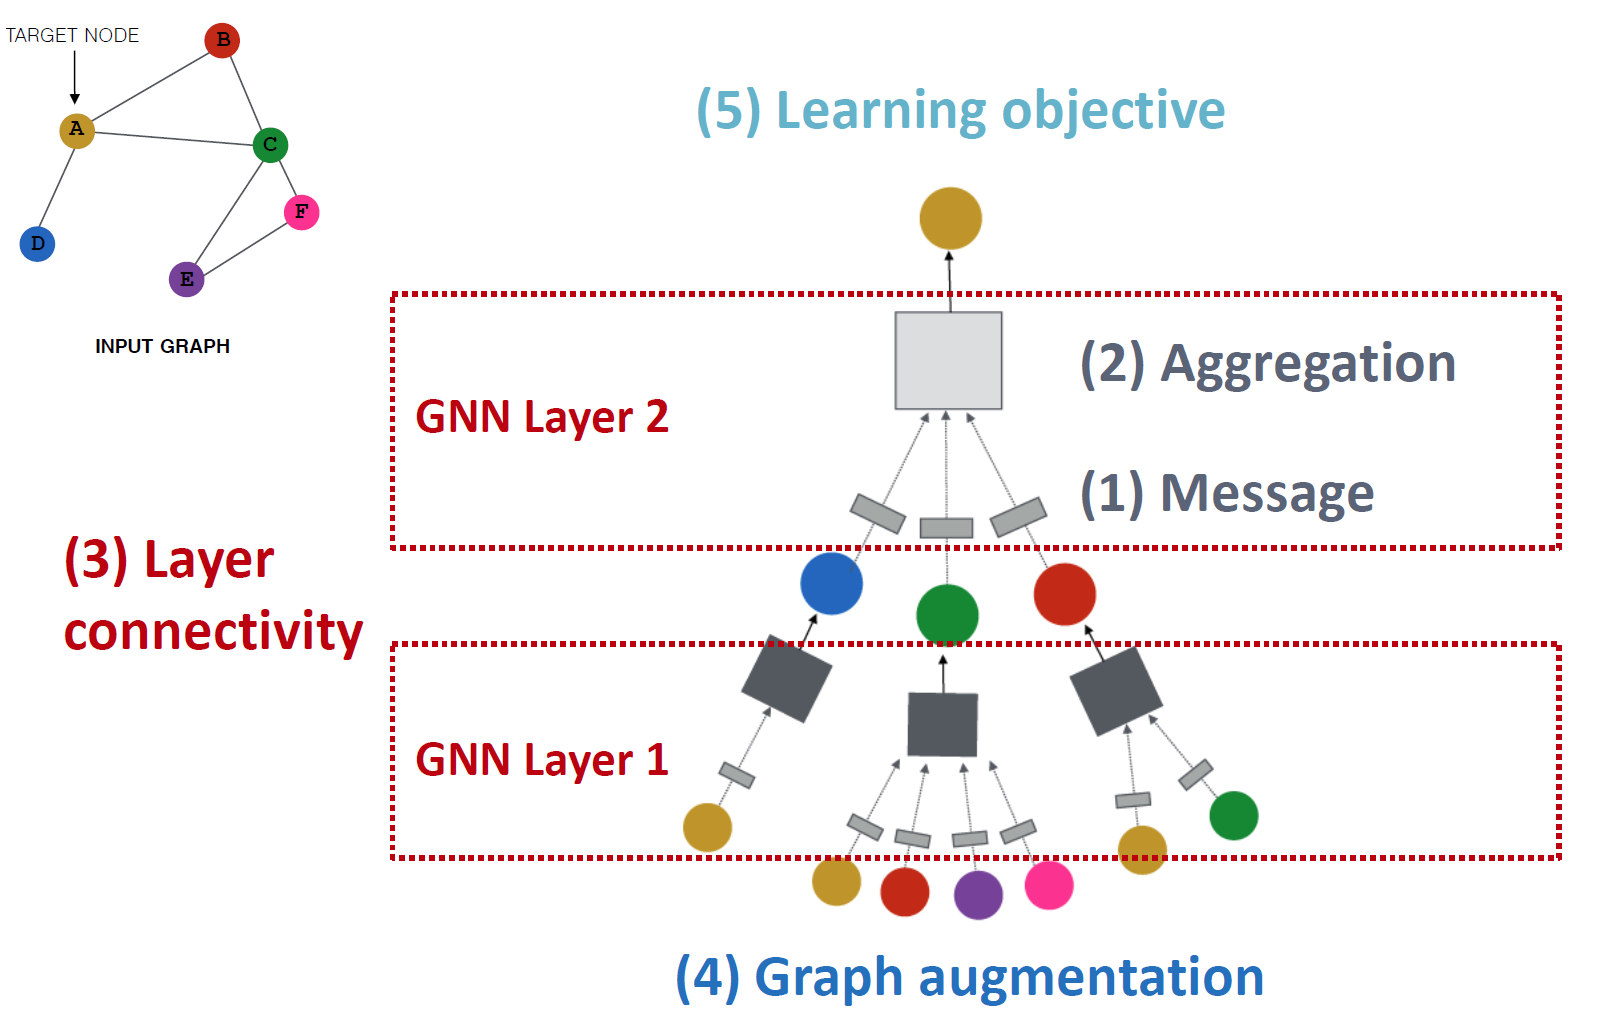 TARGET NODE
B
A
C
F
D
E
INPUT GRAPH
(5) Learning objective
(2) Aggregation
GNN Layer 2
(1) Message
(3) Layer
connectivity
GNN Layer 1
(4) Graph augmentation